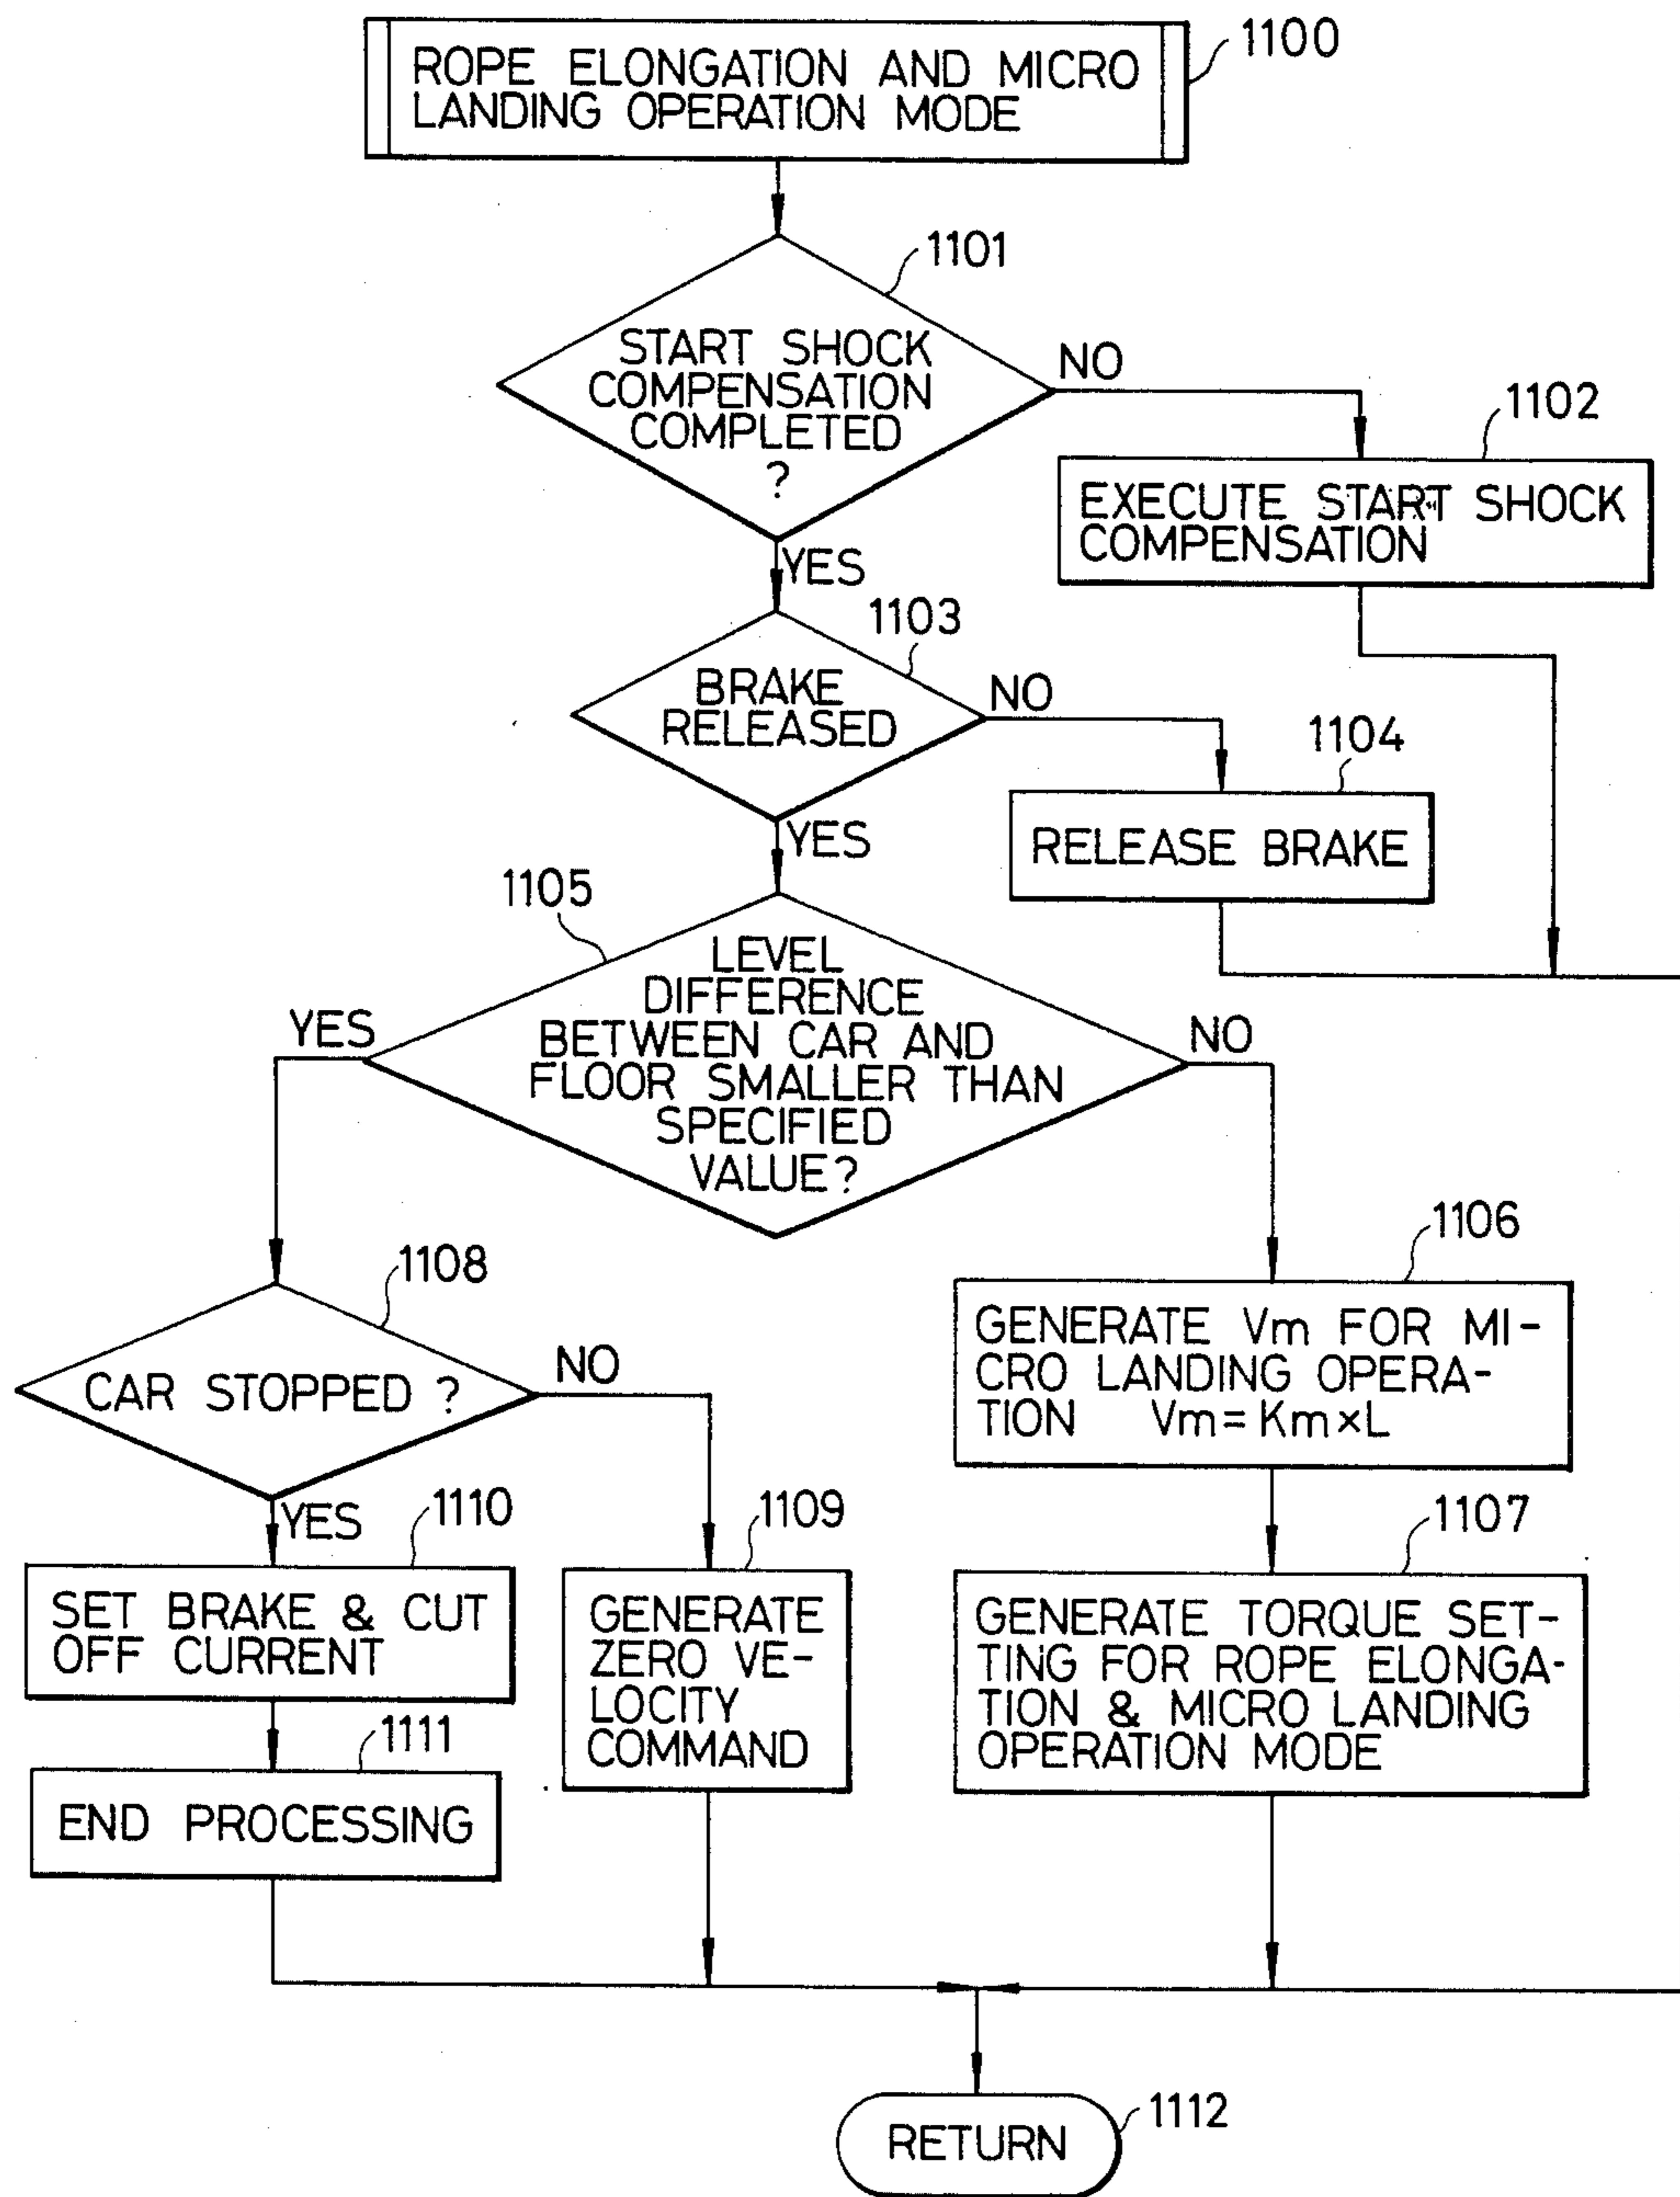 ROPE ELONGATION AND MICRO
LANDING OPERATION MODE
1100
1101
START SHOCK
COMPENSATION
COMPLETED
?
NO
YES
1102
EXECUTE START SHOCK
COMPENSATION
1103
BRAKE
RELEASED
NO
YES
1104
RELEASE BRAKE
1105
LEVEL
DIFFERENCE
BETWEEN CAR AND
FLOOR SMALLER THAN
SPECIFIED
VALUE?
YES
NO
1106
GENERATE Vm FOR MI-
CRO LANDING OPERA-
TION Vm=Km×L
1107
GENERATE TORQUE SET-
TING FOR ROPE ELONGA-
TION & MICRO LANDING
OPERATION MODE
1108
CAR STOPPED ?
NO
YES
1109
GENERATE
ZERO VE-
LOCITY
COMMAND
1110
SET BRAKE & CUT
OFF CURRENT
1111
END PROCESSING
RETURN
1112